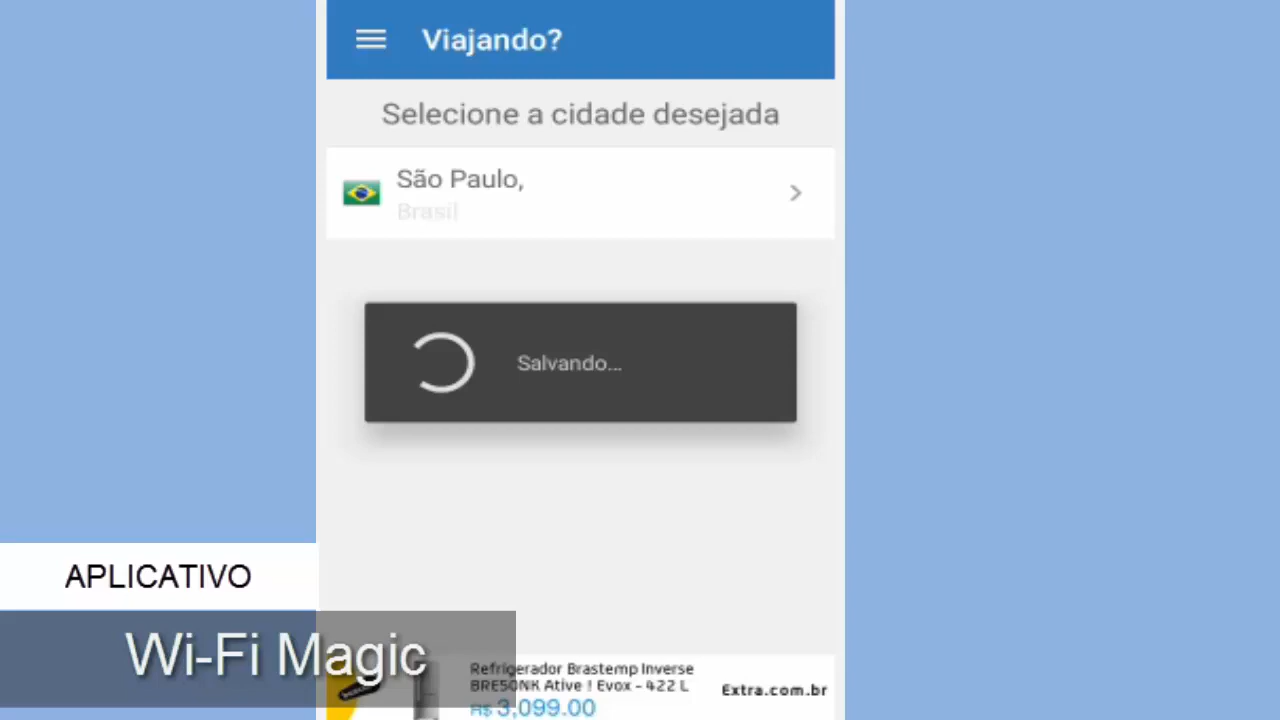 Viajando?
Selecione a cidade desejada
São Paulo,
Brasil
Salvando...
APLICATIVO
Wi-Fi Magic
Refrigerador Brastemp Inverse
BRE50NK Ative ! Evox - 422 L
R$ 3,099.00
Extra.com.br